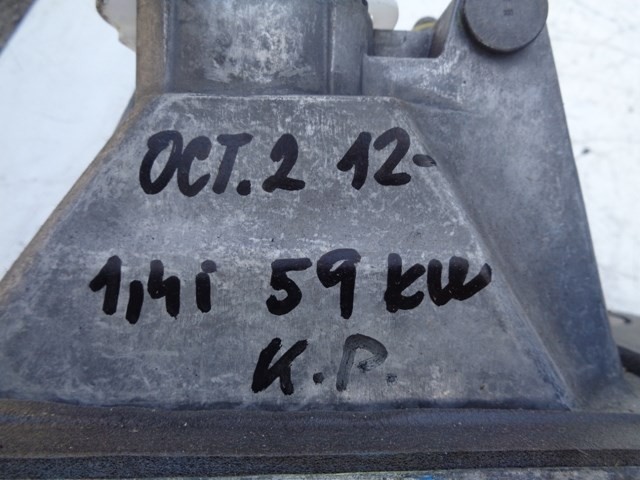 OCT.2 12-
1,4i 59 kW
K.P.